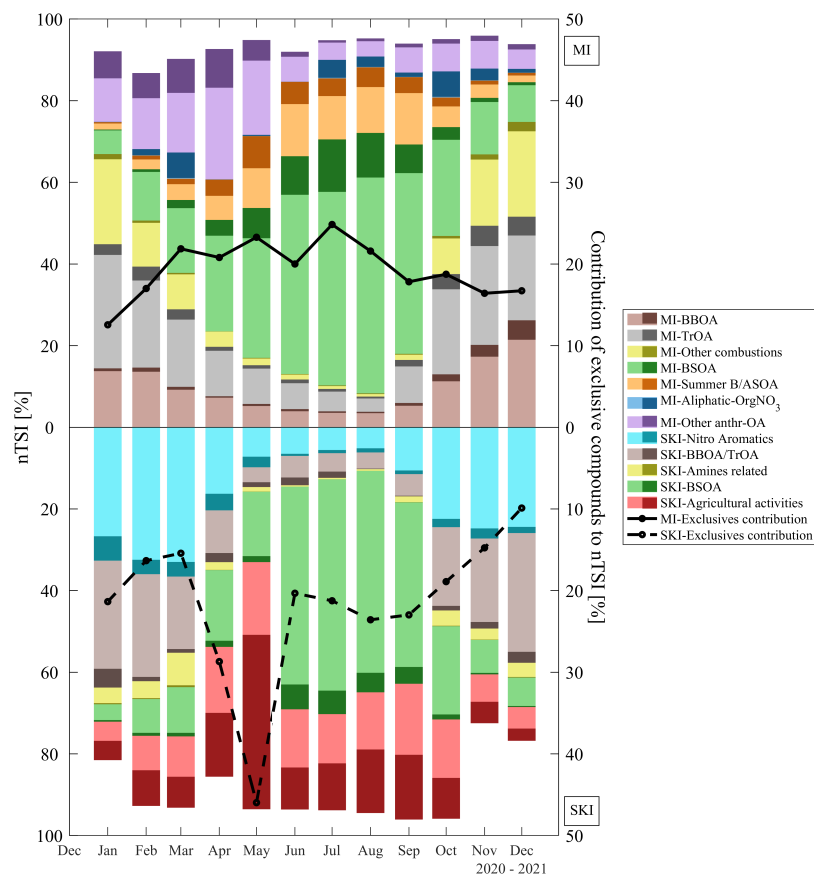 100
80
60
40
20
0
20
40
60
80
100
nTSI [%]
50
40
30
20
10
0
10
20
30
40
50
Contribution of exclusive compounds to nTSI [%]
MI
SKI
Dec Jan Feb Mar Apr May Jun Jul Aug Sep Oct Nov Dec
2020 - 2021
MI-BBOA
MI-TrOA
MI-Other combustions
MI-BSOA
MI-Summer B/ASOA
MI-Aliphatic-OrgNO3
MI-Other anthr-OA
SKI-Nitro Aromatics
SKI-BBOA/TrOA
SKI-Amines related
SKI-BSOA
SKI-Agricultural activities
MI-Exclusives contribution
SKI-Exclusives contribution